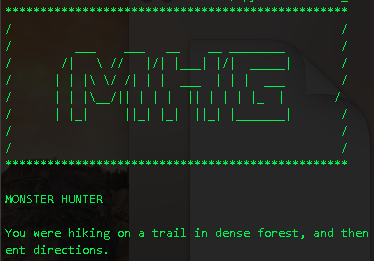 MONSTER HUNTER
You were hiking on a trail in dense forest, and then
ent directions.